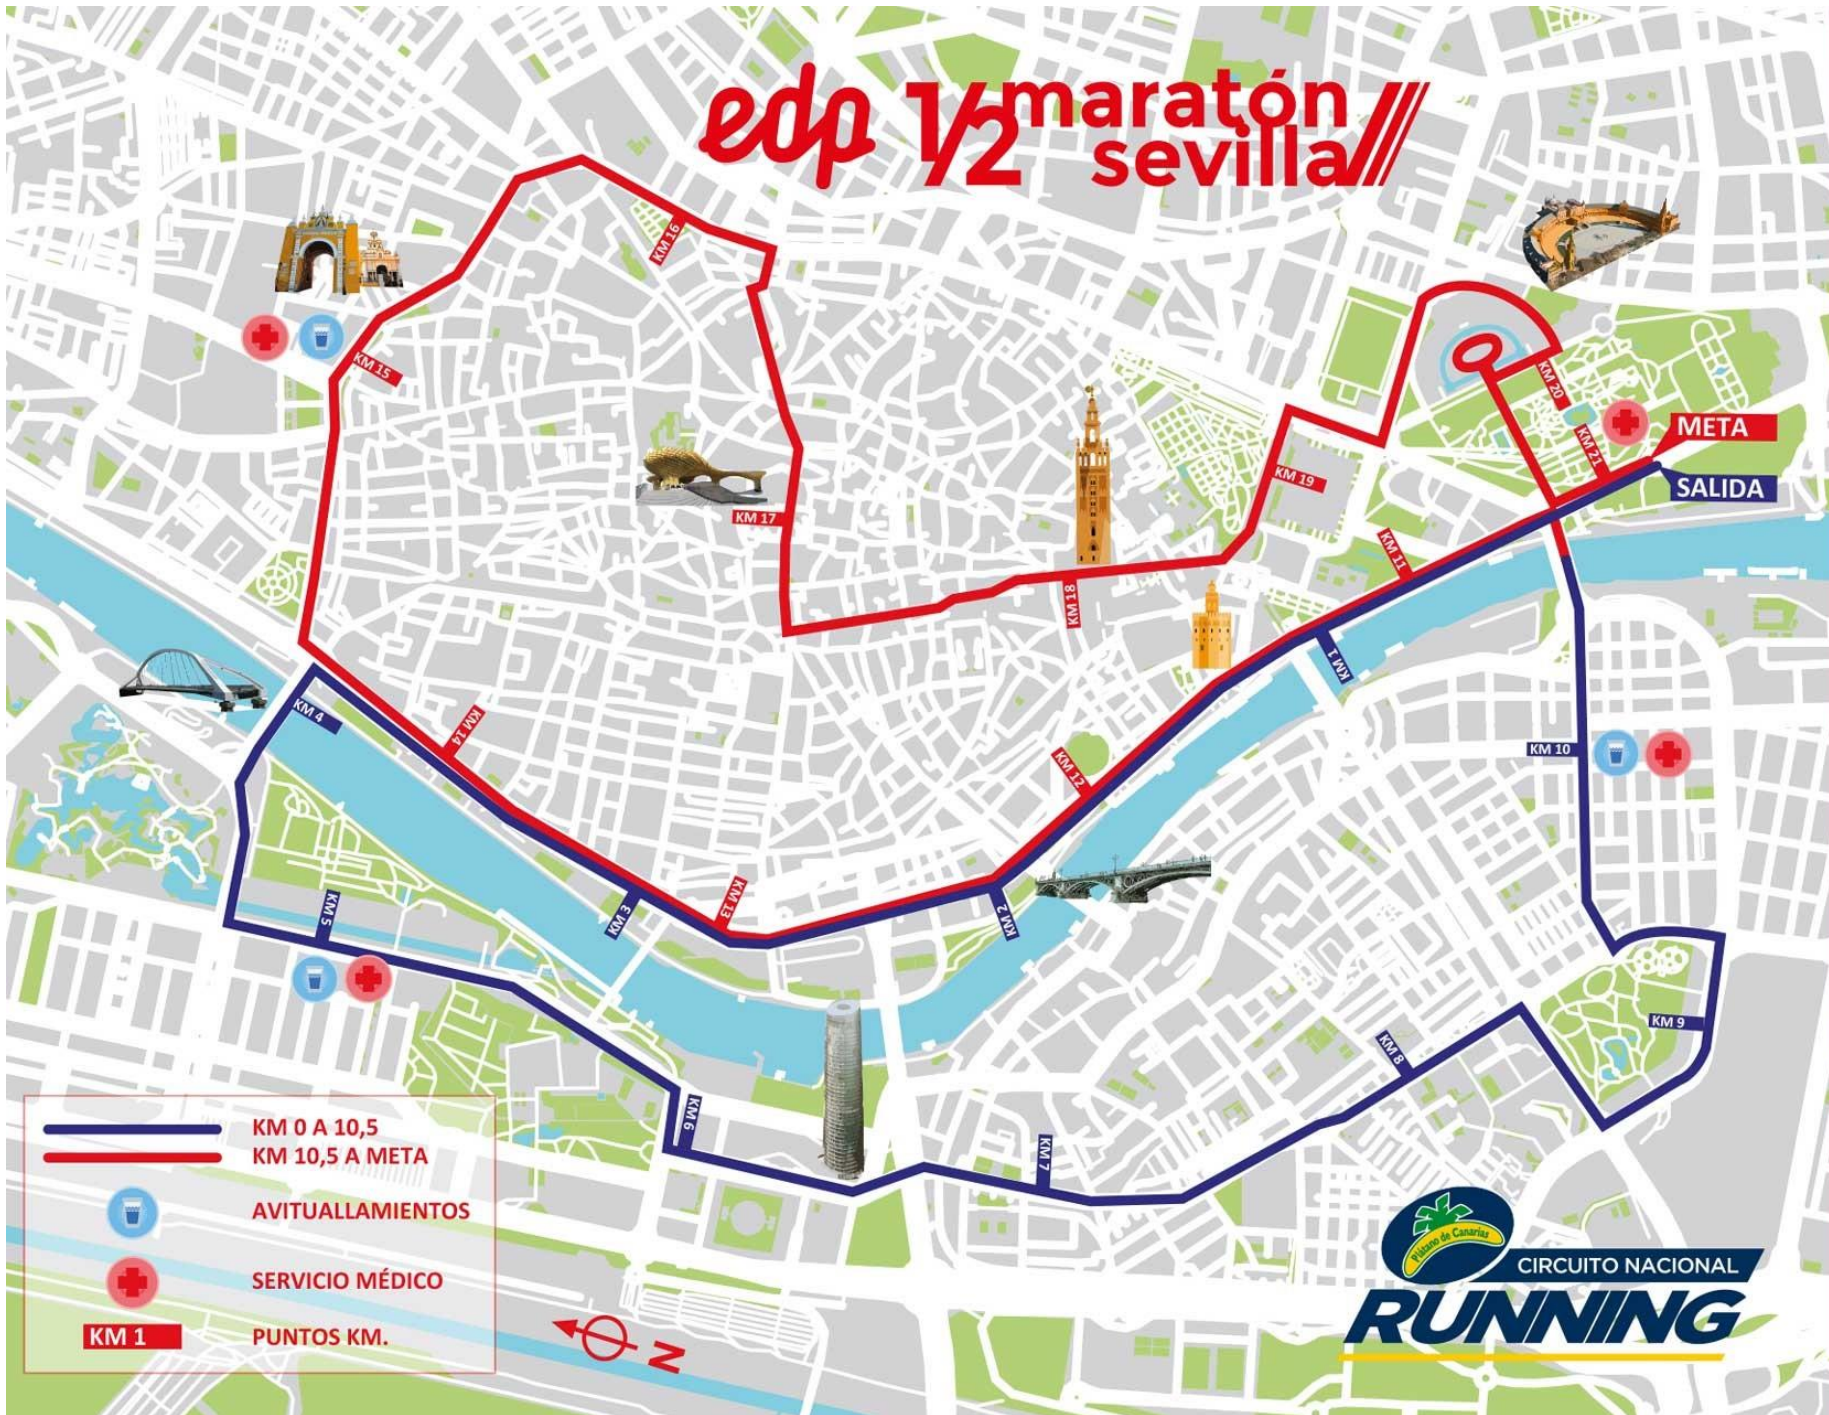 edp 1/2 maratón
sevilla
KM 16
KM 15
KM 20
KM 21
META
SALIDA
KM 19
KM 17
KM 11
KM 18
KM 1
KM 4
KM 14
KM 10
KM 12
KM 13
KM 5
KM 3
KM 2
KM 9
KM 8
KM 6
KM 7
KM 0 A 10,5
KM 10,5 A META
AVITUALLAMIENTOS
SERVICIO MÉDICO
KM 1 PUNTOS KM.
N
Plátano de Canarias
CIRCUITO NACIONAL
RUNNING